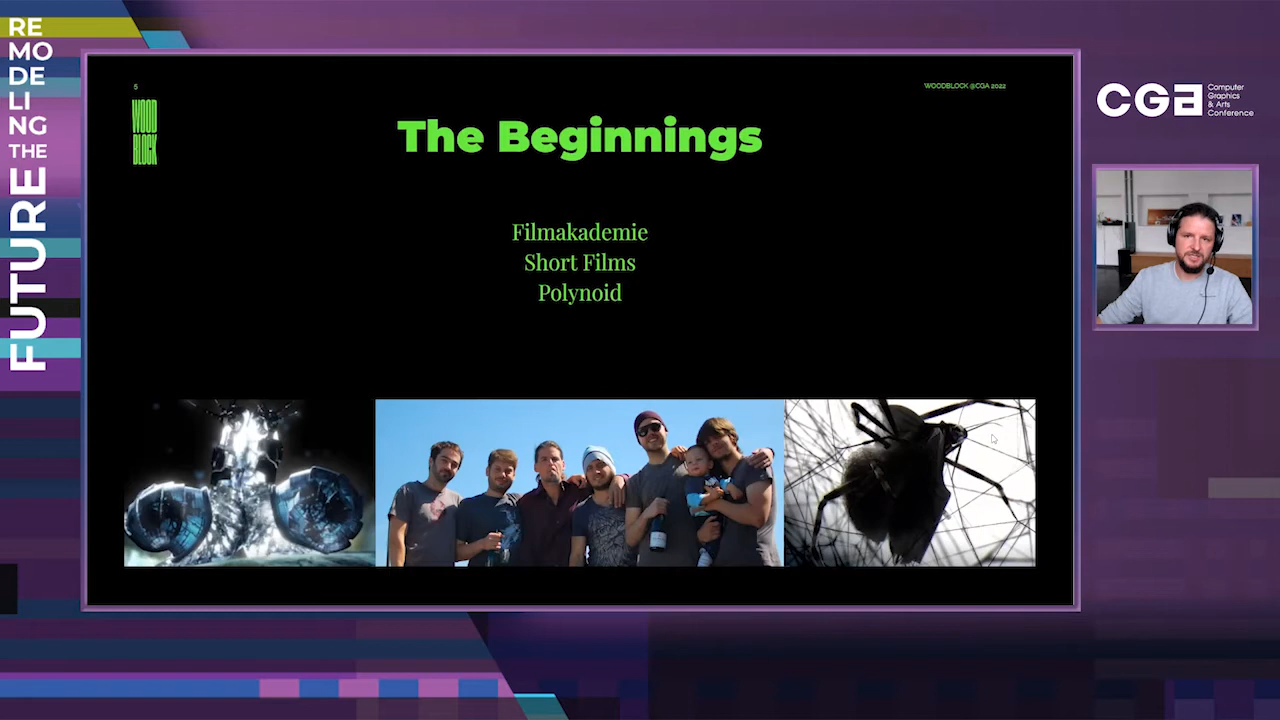 RE
MO
DE
LI
NG
THE
FUTURE
5
WOODBLOCK @CGA 2022
WOOD
BLOCK
The Beginnings
Filmakademie
Short Films
Polynoid
CGA
Computer
Graphics
& Arts
Conference